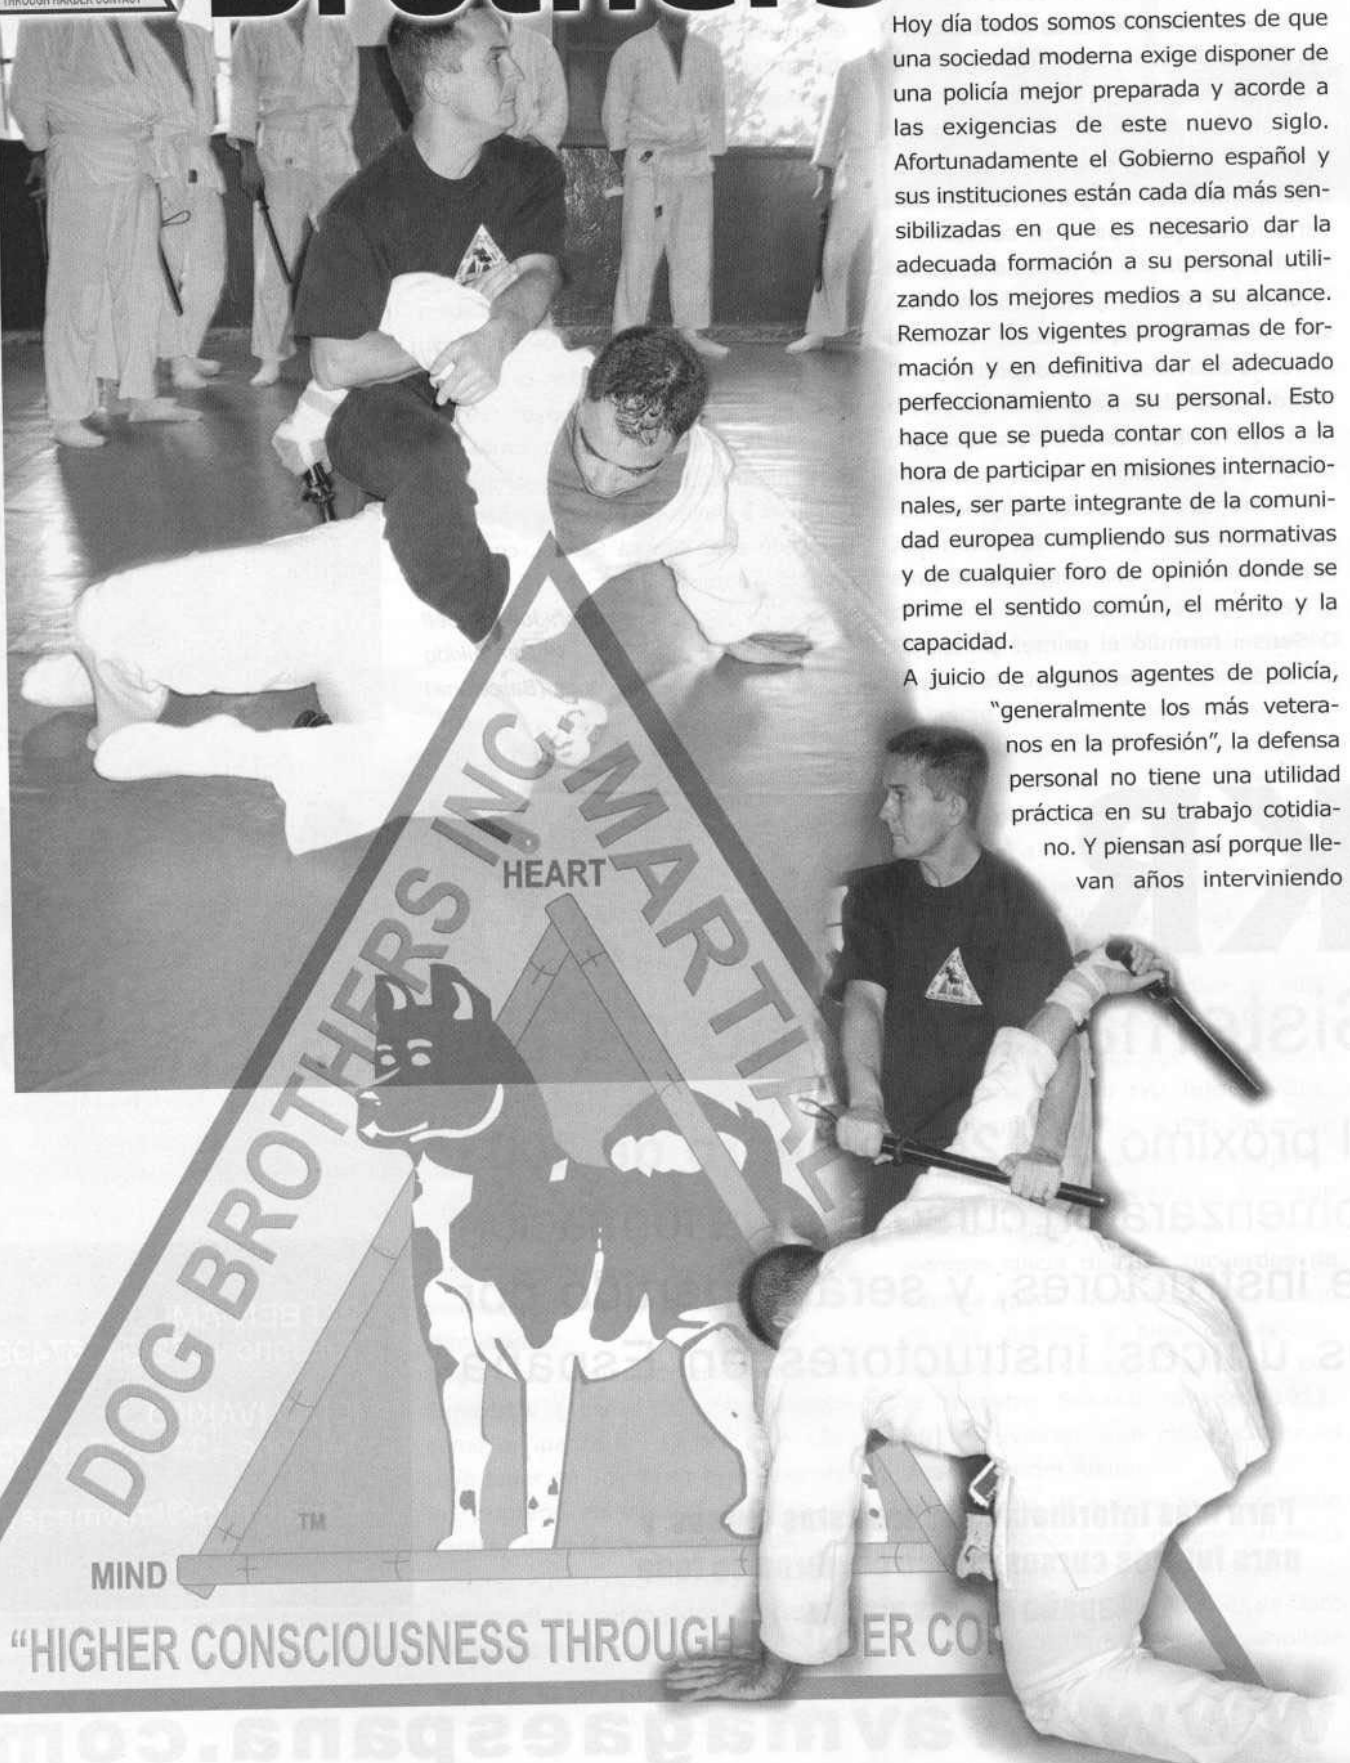 THROUGH HARDER CONTACT
Brothers
Hoy día todos somos conscientes de que
una sociedad moderna exige disponer de
una policía mejor preparada y acorde a
las exigencias de este nuevo siglo.
Afortunadamente el Gobierno español y
sus instituciones están cada día más sen-
sibilizadas en que es necesario dar la
adecuada formación a su personal utili-
zando los mejores medios a su alcance.
Remozar los vigentes programas de for-
mación y en definitiva dar el adecuado
perfeccionamiento a su personal. Esto
hace que se pueda contar con ellos a la
hora de participar en misiones internacio-
nales, ser parte integrante de la comuni-
dad europea cumpliendo sus normativas
y de cualquier foro de opinión donde se
prime el sentido común, el mérito y la
capacidad.
A juicio de algunos agentes de policía,
"generalmente los más vetera-
nos en la profesión", la defensa
personal no tiene una utilidad
práctica en su trabajo cotidia-
no. Y piensan así porque lle-
van años interviniendo
DOG BROTHERS INC. MARTIAL
HEART
TM
MIND
"HIGHER CONSCIOUSNESS THROUGH